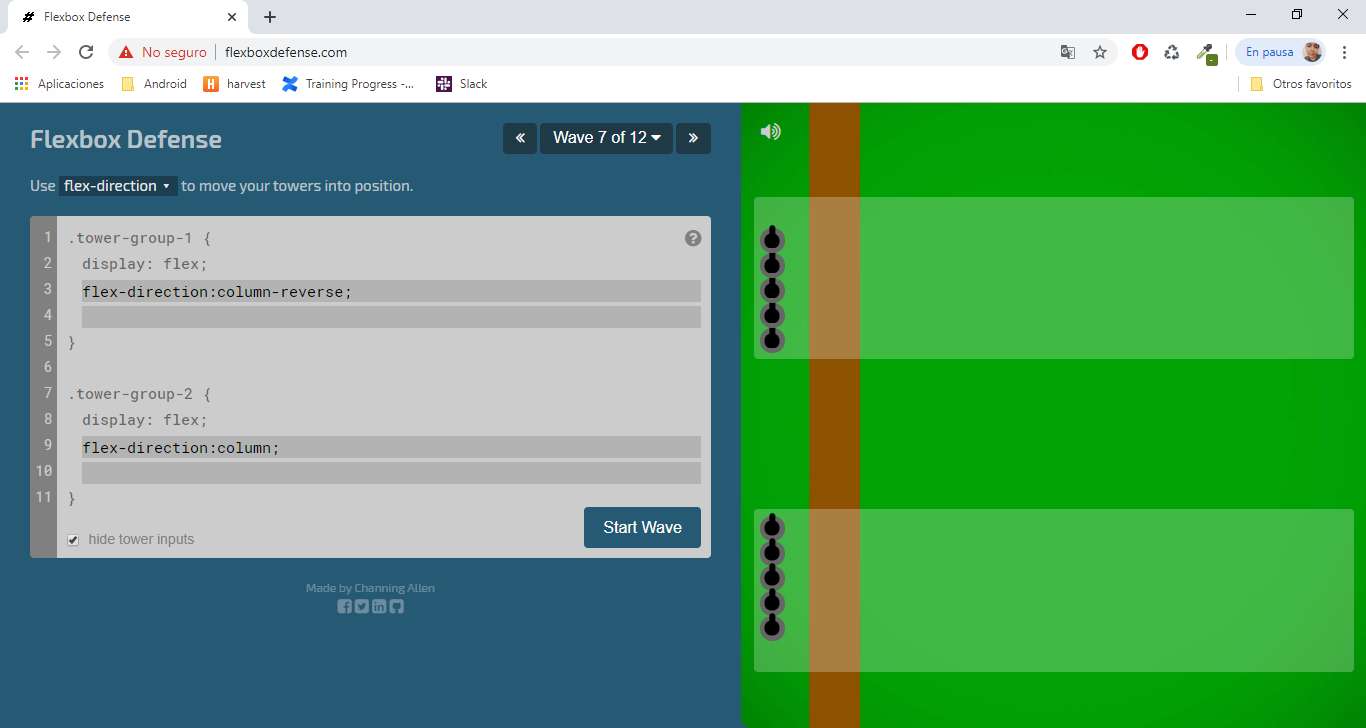 Flexbox Defense
No seguro
flexboxdefense.com
En pausa
Aplicaciones
Android
H
harvest
Training Progress -...
Slack
Otros favoritos
Flexbox Defense
« Wave 7 of 12 »
Use flex-direction to move your towers into position.
1 .tower-group-1 {
2 display: flex;
3 flex-direction:column-reverse;
4
5 }
6
7 .tower-group-2 {
8 display: flex;
9 flex-direction:column;
10
11 }
?
hide tower inputs
Start Wave
Made by Channing Allen